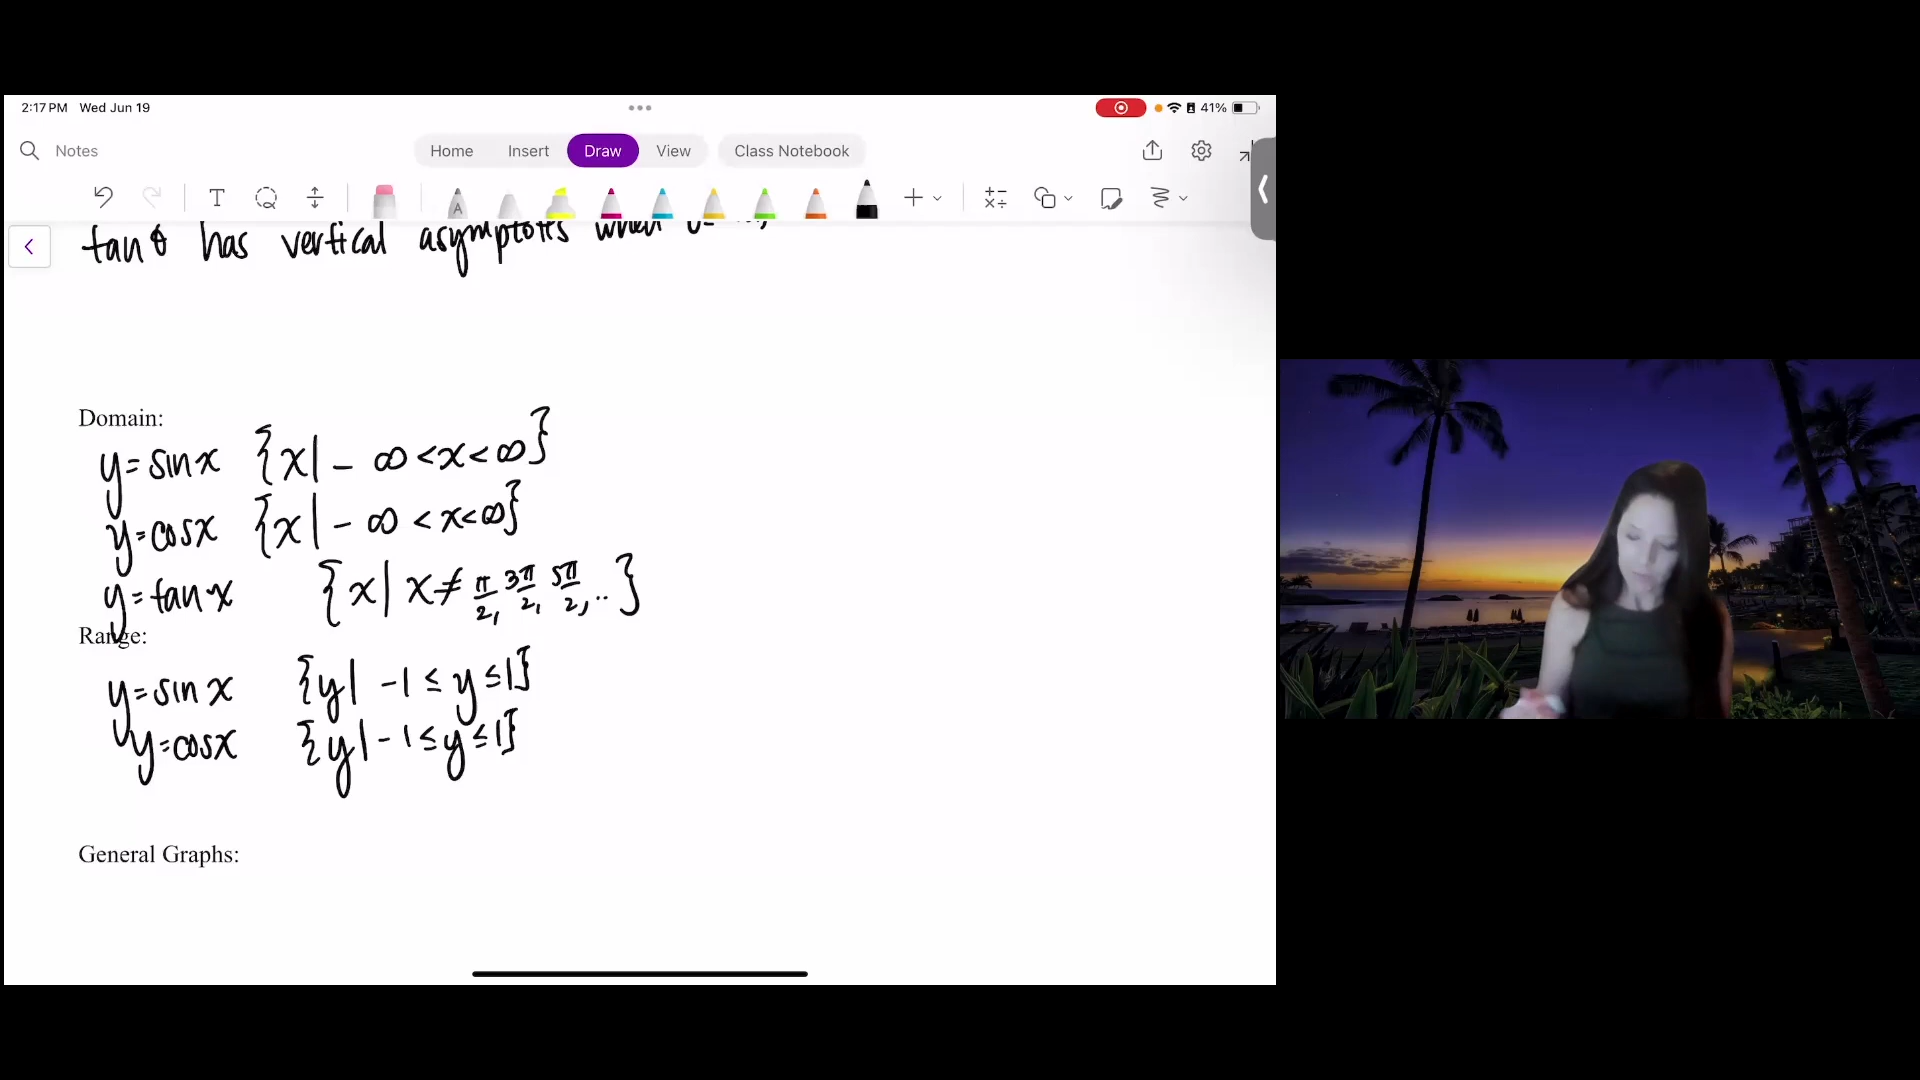 2:17 PM Wed Jun 19
41%
Notes
Home Insert Draw View Class Notebook
T
A
tan θ has vertical asymptotes when
Domain:
y = sin x {x | - ∞ < x < ∞}
y = cos x {x | - ∞ < x < ∞}
y = tan x {x | x ≠ π/2, 3π/2, 5π/2, .. }
Range:
y = sin x {y | -1 ≤ y ≤ 1}
y = cos x {y | -1 ≤ y ≤ 1}
General Graphs: